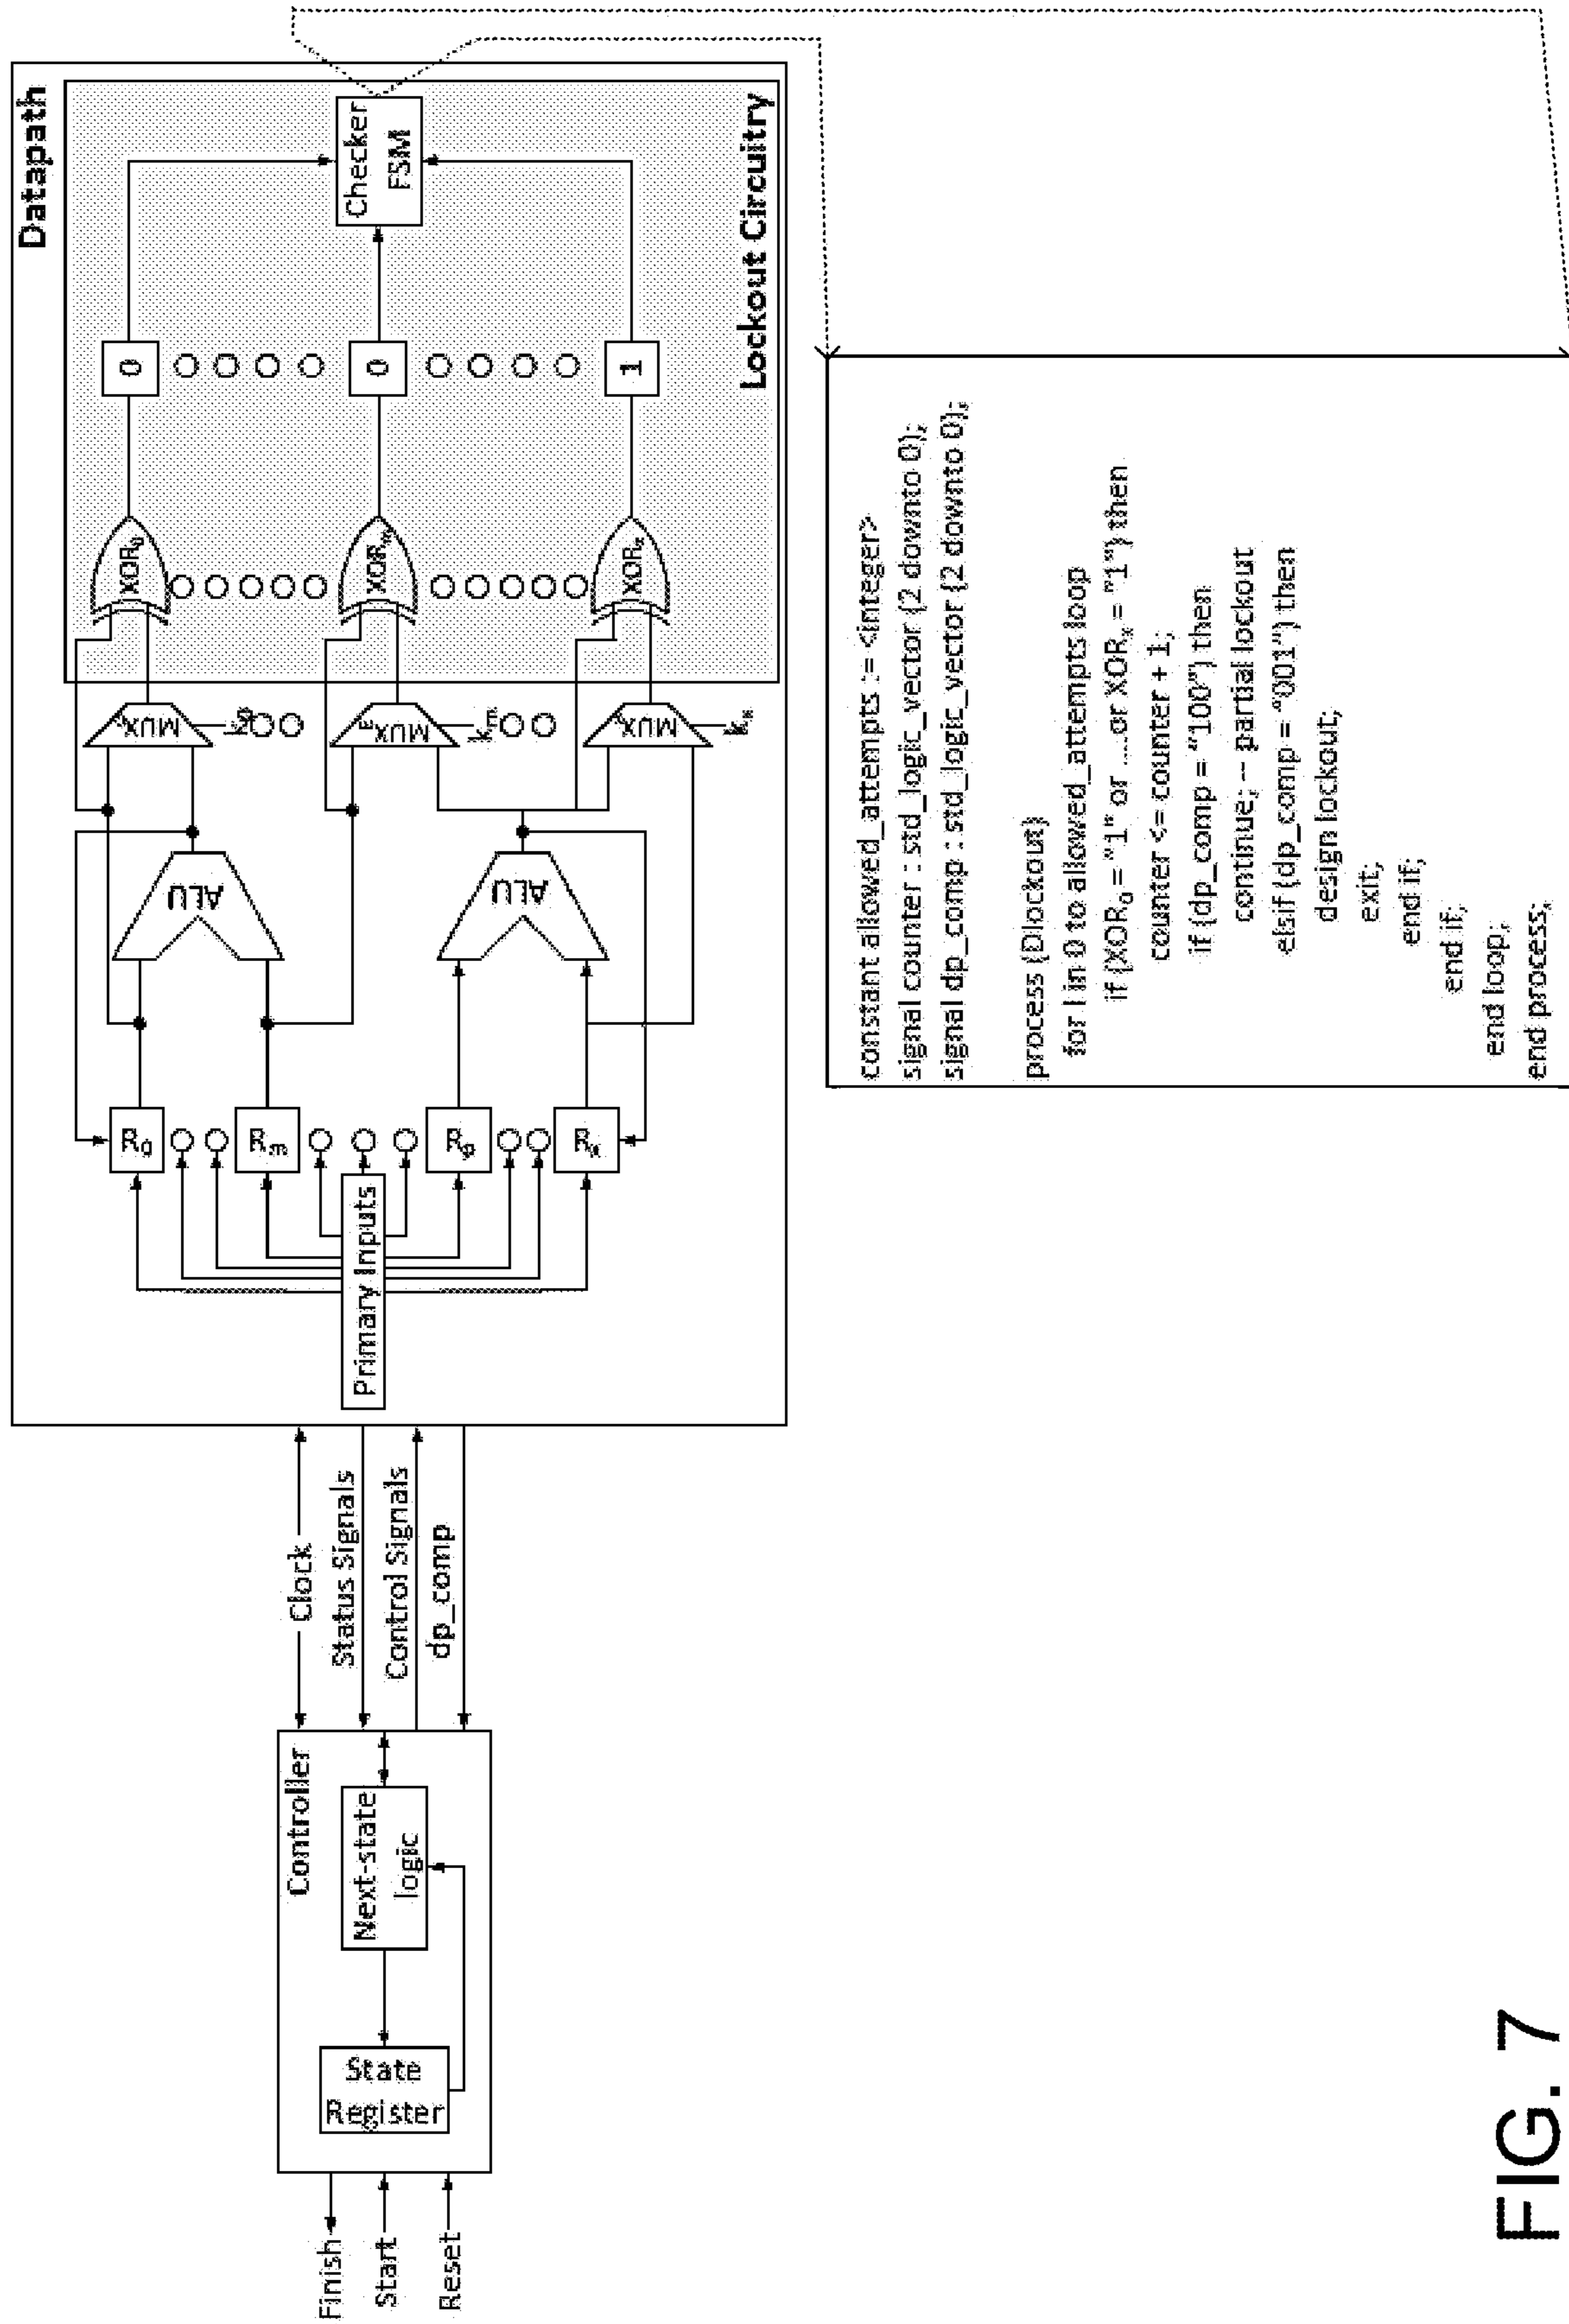 Datapath
Lockout Circuitry
Checker
FSM
0
0
1
XOR₀
XORₘ
XORₓ
MUX
MUX
MUX
kₘ
kₓ
ALU
ALU
R₀
Rₘ
Rₚ
Rₓ
Primary Inputs
Clock
Status Signals
Control Signals
dp_comp
Controller
Next-state
logic
State
Register
Finish
Start
Reset
constant allowed_attempts := <integer>
signal counter : std_logic_vector (2 downto 0);
signal dp_comp : std_logic_vector (2 downto 0);
process (Dlockout)
for i in 0 to allowed_attempts loop
if (XOR₀ = "1" or ....or XORₓ = "1") then
counter <= counter + 1;
if (dp_comp = "100") then
continue; -- partial lockout
elsif (dp_comp = "001") then
design lockout;
exit;
end if;
end if;
end loop;
end process;
FIG. 7